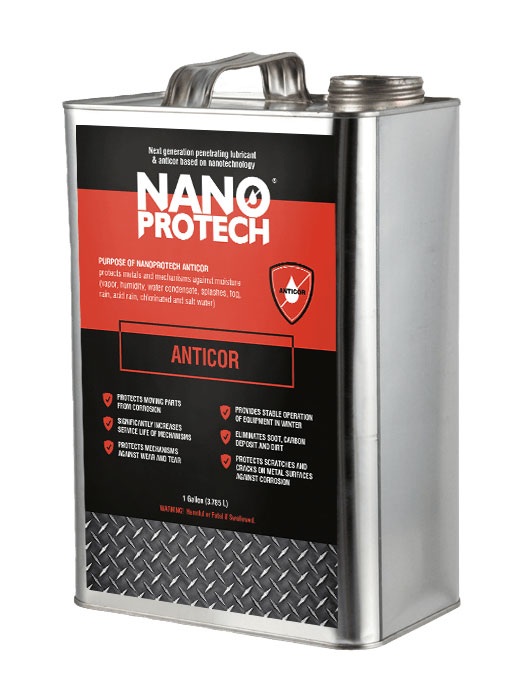 Next generation penetrating lubricant
& anticor based on nanotechnology
NANO ®
PROTECH
PURPOSE OF NANOPROTECH ANTICOR
protects metals and mechanisms against moisture
(vapor, humidity, water condensate, splashes, fog,
rain, acid rain, chlorinated and salt water)
ANTICOR
ANTICOR
PROTECTS MOVING PARTS
FROM CORROSION
SIGNIFICANTLY INCREASES
SERVICE LIFE OF MECHANISMS
PROTECTS MECHANISMS
AGAINST WEAR AND TEAR
PROVIDES STABLE OPERATION
OF EQUIPMENT IN WINTER
ELIMINATES SOOT, CARBON
DEPOSIT AND DIRT
PROTECTS SCRATCHES AND
CRACKS ON METAL SURFACES
AGAINST CORROSION
1 Gallon (3.785 L)
WARNING: Harmful or Fatal if Swallowed.